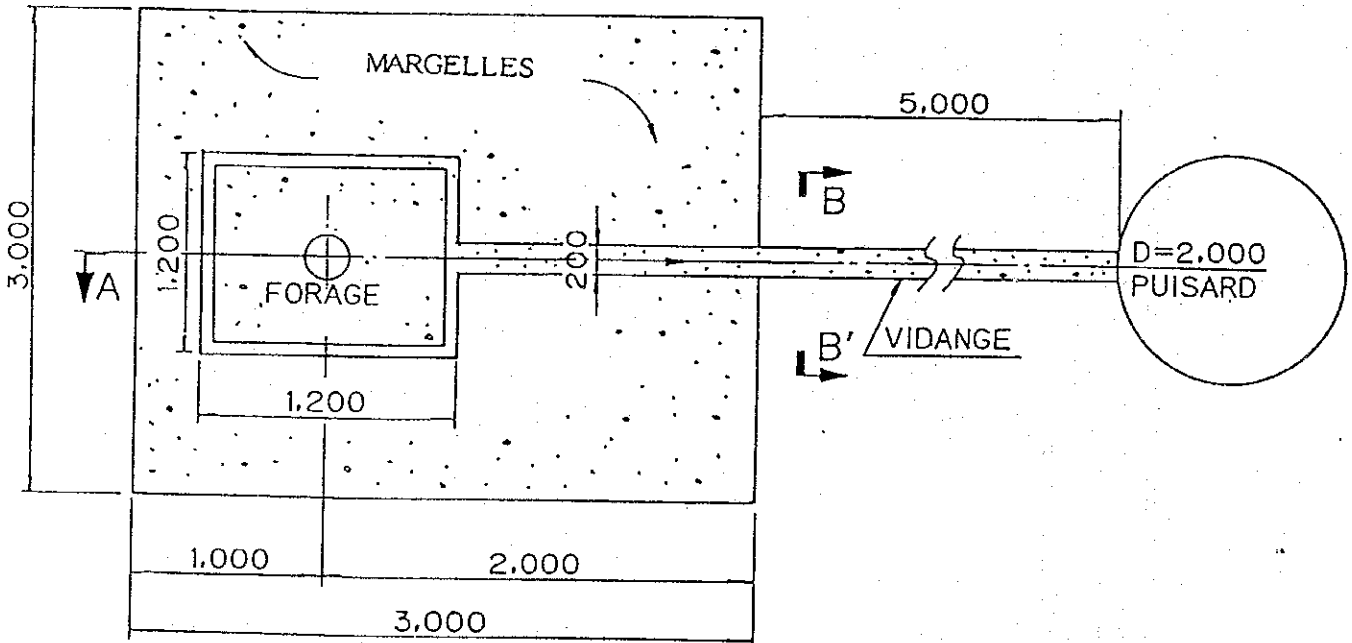 MARGELLES
5,000
B
3,000
1,200
200
A
FORAGE
D=2,000
PUISARD
B'
VIDANGE
1,200
1,000
2,000
3,000